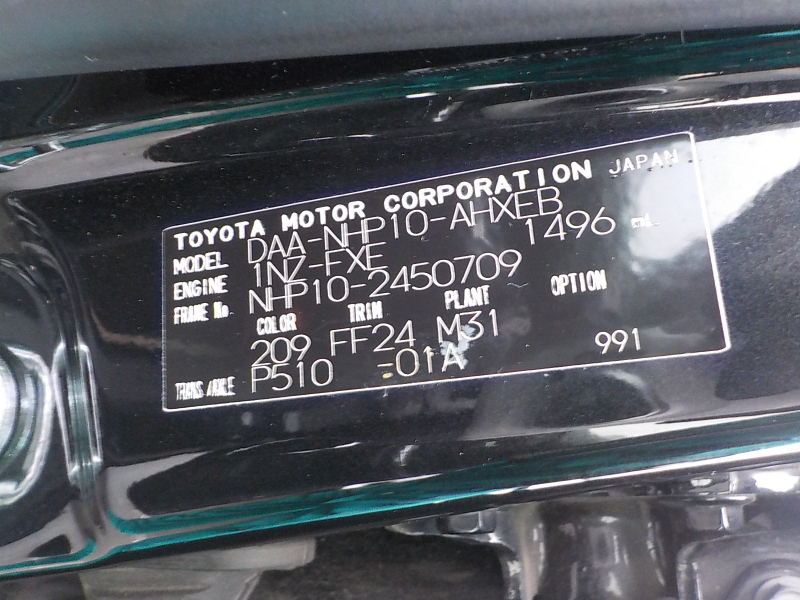 TOYOTA MOTOR CORPORATION JAPAN
MODEL DAA-NHP10-AHXEB
ENGINE 1NZ-FXE 1496 mL
FRAME No NHP10-2450709
COLOR TRIM PLANT OPTION
209 FF24 M31
TRANS/AXLE P510 -01A 991